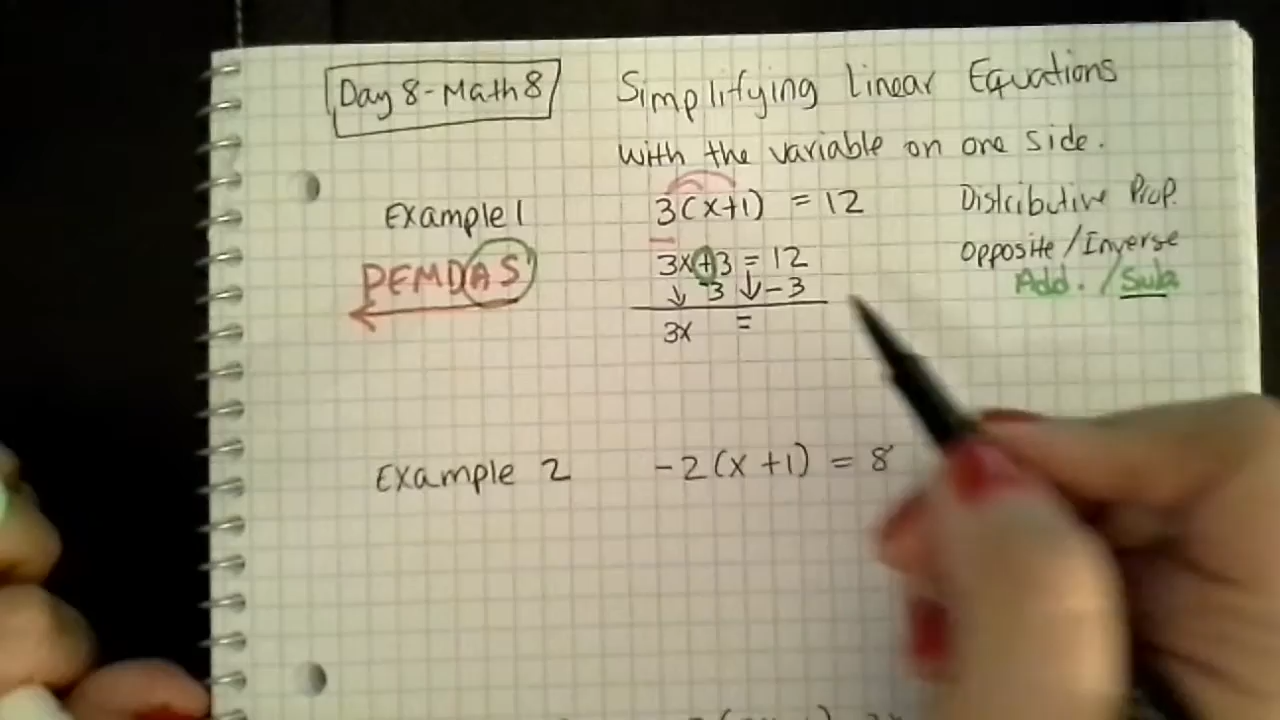 Day 8-Math 8
Simplifying Linear Equations
with the variable on one side.
Example 1
3(x+1) = 12
Distributive Prop.
PEMDAS
3x+3 = 12
Opposite/Inverse
-3 -3
Add. / Sub.
3x =
Example 2
-2(x+1) = 8